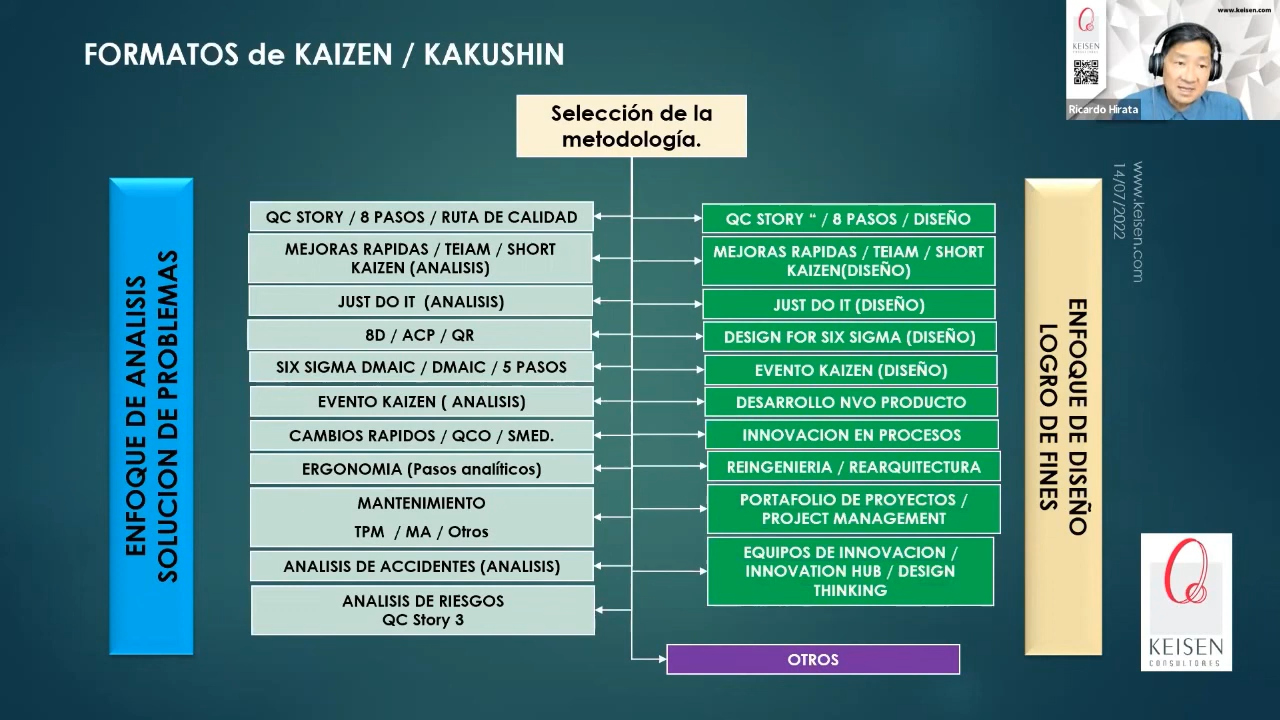 FORMATOS de KAIZEN / KAKUSHIN
www.keisen.com
KEISEN
Ricardo Hirata
Selección de la
metodología.
www.keisen.com
14/07/2022
ENFOQUE DE ANALISIS
SOLUCION DE PROBLEMAS
QC STORY / 8 PASOS / RUTA DE CALIDAD
MEJORAS RAPIDAS / TEIAM / SHORT
KAIZEN (ANALISIS)
JUST DO IT (ANALISIS)
8D / ACP / QR
SIX SIGMA DMAIC / DMAIC / 5 PASOS
EVENTO KAIZEN ( ANALISIS)
CAMBIOS RAPIDOS / QCO / SMED.
ERGONOMIA (Pasos analíticos)
MANTENIMIENTO
TPM / MA / Otros
ANALISIS DE ACCIDENTES (ANALISIS)
ANALISIS DE RIESGOS
QC Story 3
QC STORY “ / 8 PASOS / DISEÑO
MEJORAS RAPIDAS / TEIAM / SHORT
KAIZEN(DISEÑO)
JUST DO IT (DISEÑO)
DESIGN FOR SIX SIGMA (DISEÑO)
EVENTO KAIZEN (DISEÑO)
DESARROLLO NVO PRODUCTO
INNOVACION EN PROCESOS
REINGENIERIA / REARQUITECTURA
PORTAFOLIO DE PROYECTOS /
PROJECT MANAGEMENT
EQUIPOS DE INNOVACION /
INNOVATION HUB / DESIGN
THINKING
OTROS
ENFOQUE DE DISEÑO
LOGRO DE FINES
KEISEN
CONSULTORES